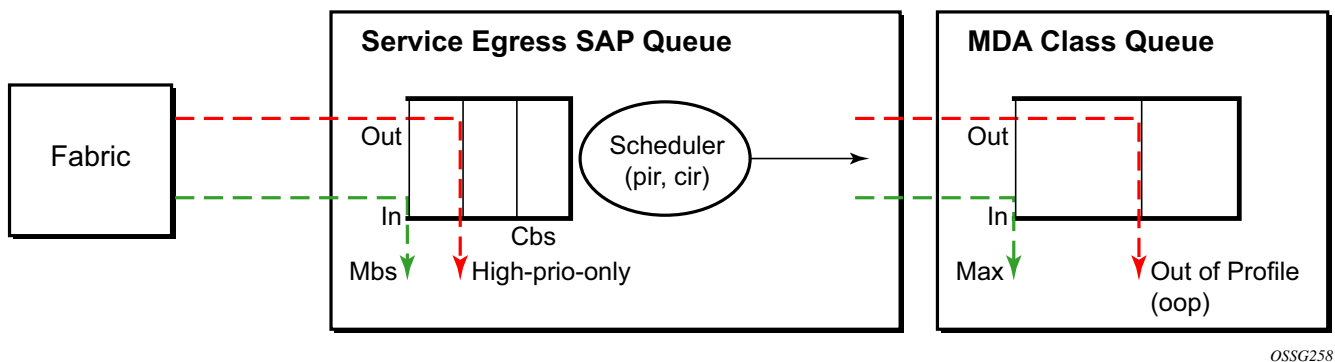 Service Egress SAP Queue
MDA Class Queue
Fabric
Out
In
Mbs
High-prio-only
Cbs
Scheduler
(pir, cir)
Out
In
Max
Out of Profile
(oop)
OSSG258